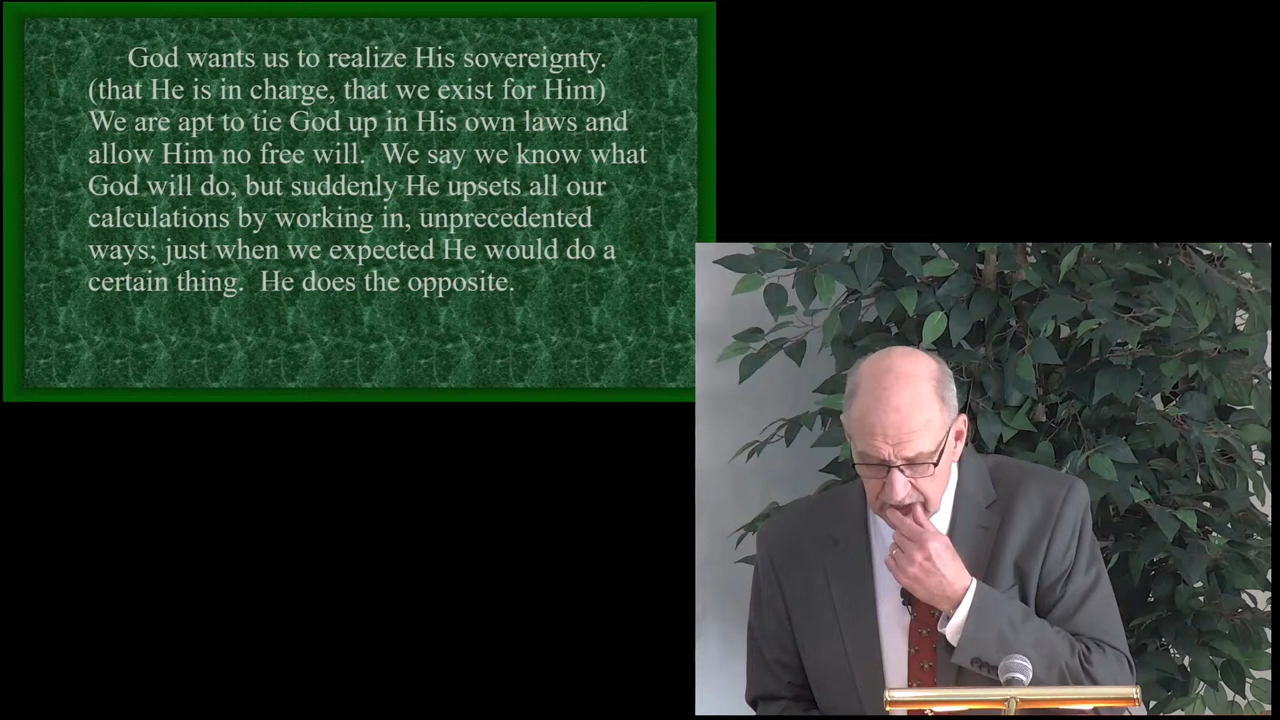 God wants us to realize His sovereignty.
(that He is in charge, that we exist for Him)
We are apt to tie God up in His own laws and
allow Him no free will.  We say we know what
God will do, but suddenly He upsets all our
calculations by working in, unprecedented
ways; just when we expected He would do a
certain thing.  He does the opposite.